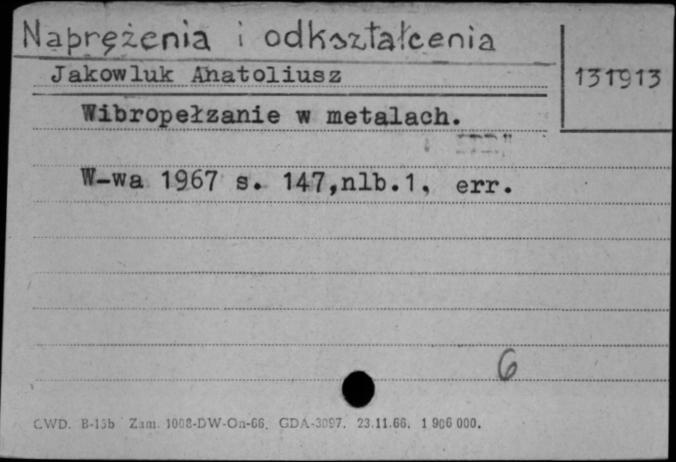 Naprężenia i odkształcenia
131913
Jakowluk Anatoliusz
Wibropełzanie w metalach.
W-wa 1967 s. 147,nlb.1, err.
6
CWD. B-15b Zam. 1008-DW-On-66. GDA-3097. 23.11.66. 1 906 000.